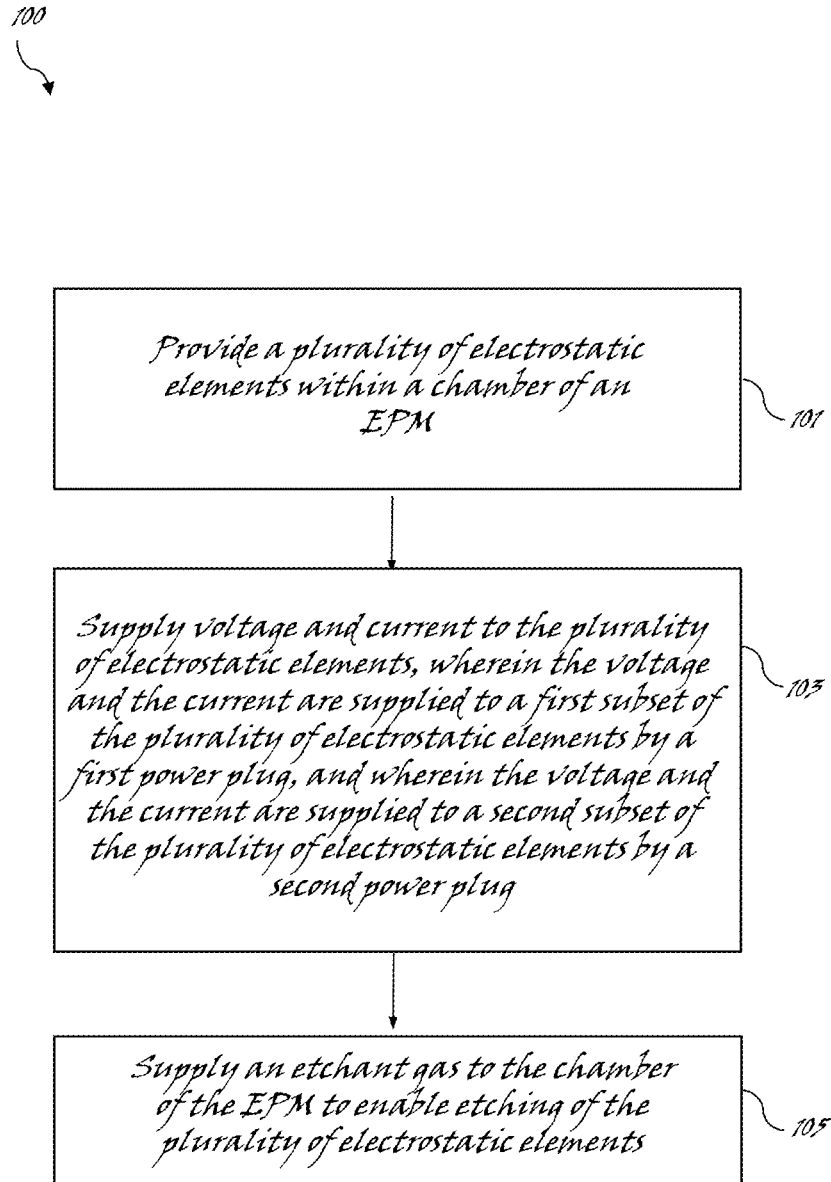 100
Provide a plurality of electrostatic
elements within a chamber of an
EPM
101
Supply voltage and current to the plurality
of electrostatic elements, wherein the voltage
and the current are supplied to a first subset of
the plurality of electrostatic elements by a
first power plug, and wherein the voltage and
the current are supplied to a second subset of
the plurality of electrostatic elements by a
second power plug
103
Supply an etchant gas to the chamber
of the EPM to enable etching of the
plurality of electrostatic elements
105